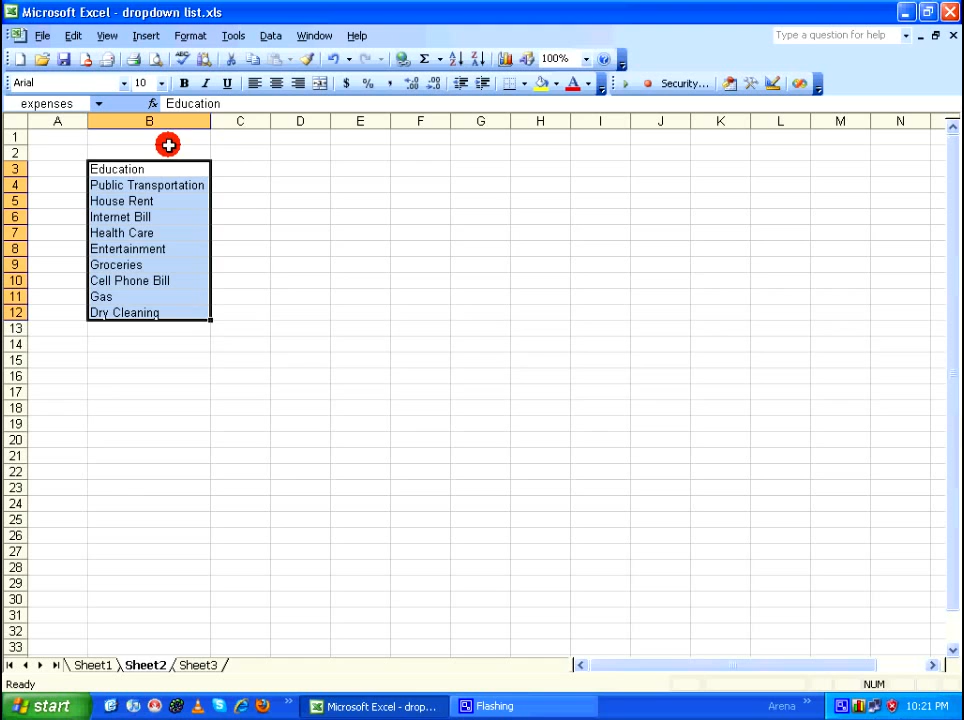 Microsoft Excel - dropdown list.xls
File Edit View Insert Format Tools Data Window Help
Type a question for help
100%
Arial 10 B I U $ % , Security...
expenses fx Education
A B C D E F G H I J K L M N
1
2
3 Education
4 Public Transportation
5 House Rent
6 Internet Bill
7 Health Care
8 Entertainment
9 Groceries
10 Cell Phone Bill
11 Gas
12 Dry Cleaning
13
14
15
16
17
18
19
20
21
22
23
24
25
26
27
28
29
30
31
32
33
Sheet1 Sheet2 Sheet3
Ready NUM
start Microsoft Excel - drop... Flashing Arena 10:21 PM